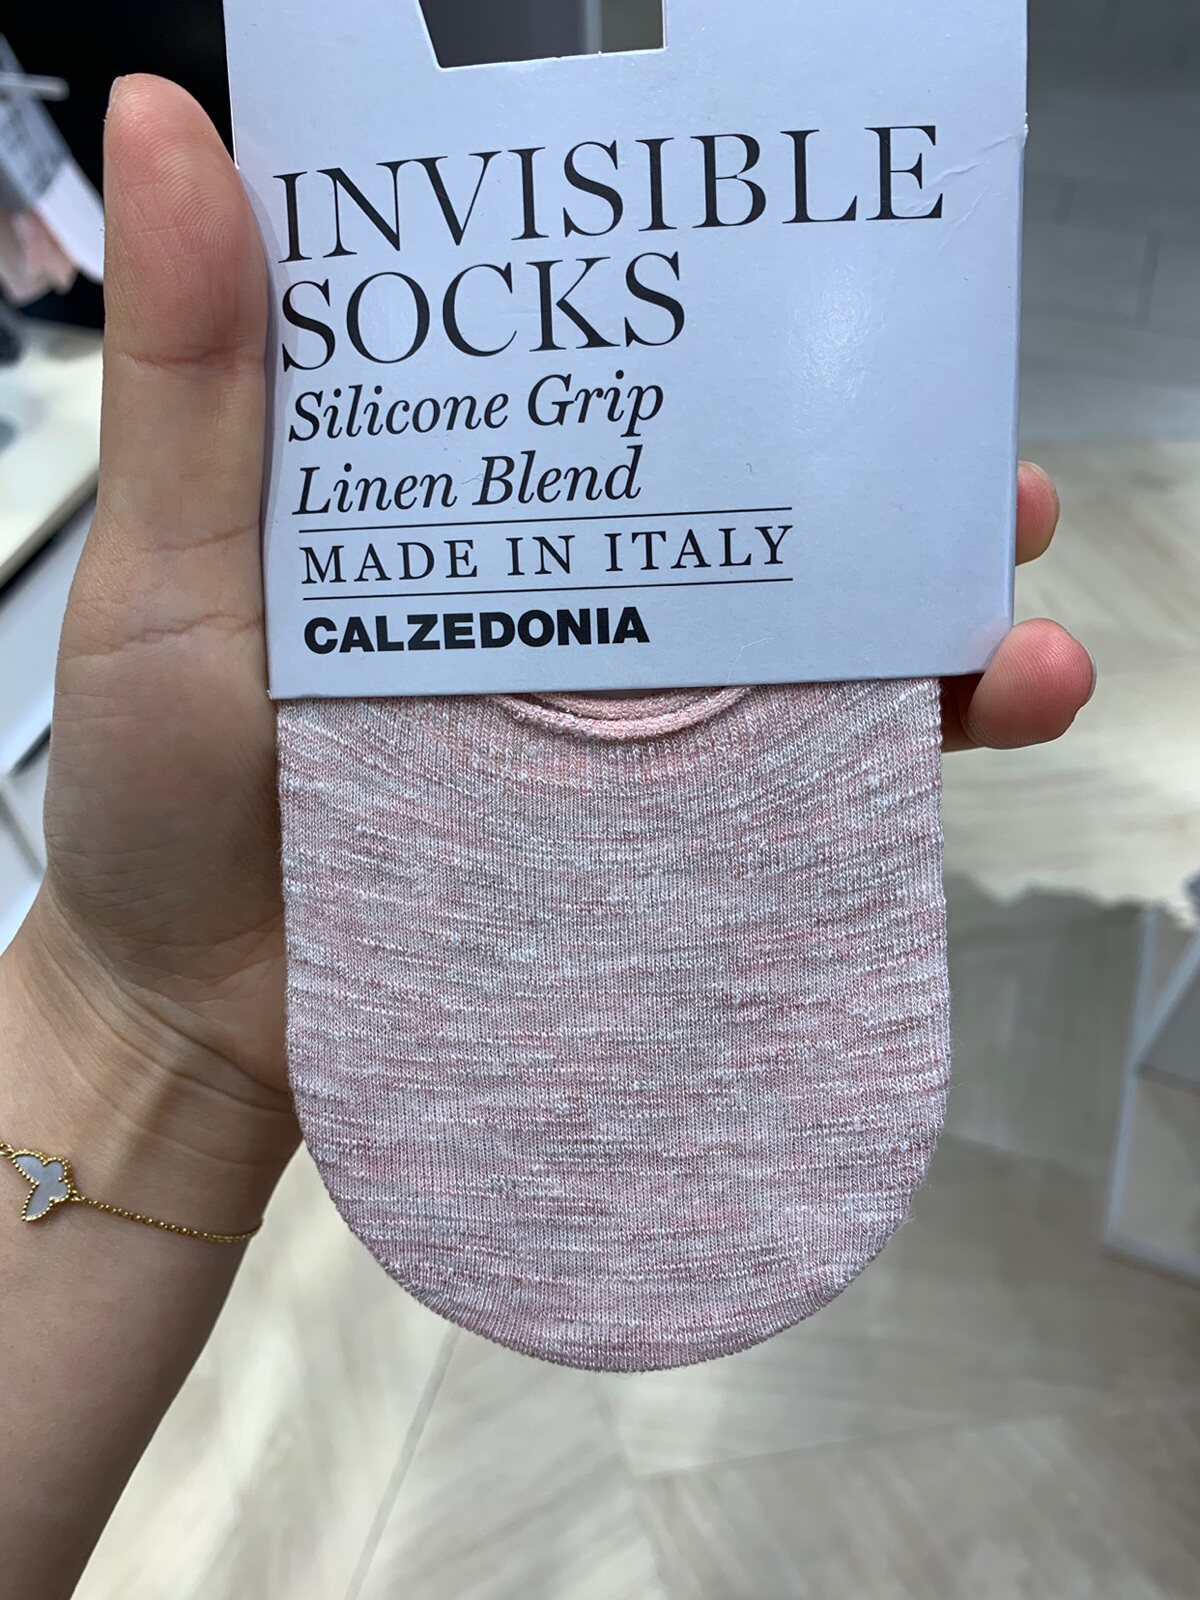 INVISIBLE
SOCKS
Silicone Grip
Linen Blend
MADE IN ITALY
CALZEDONIA